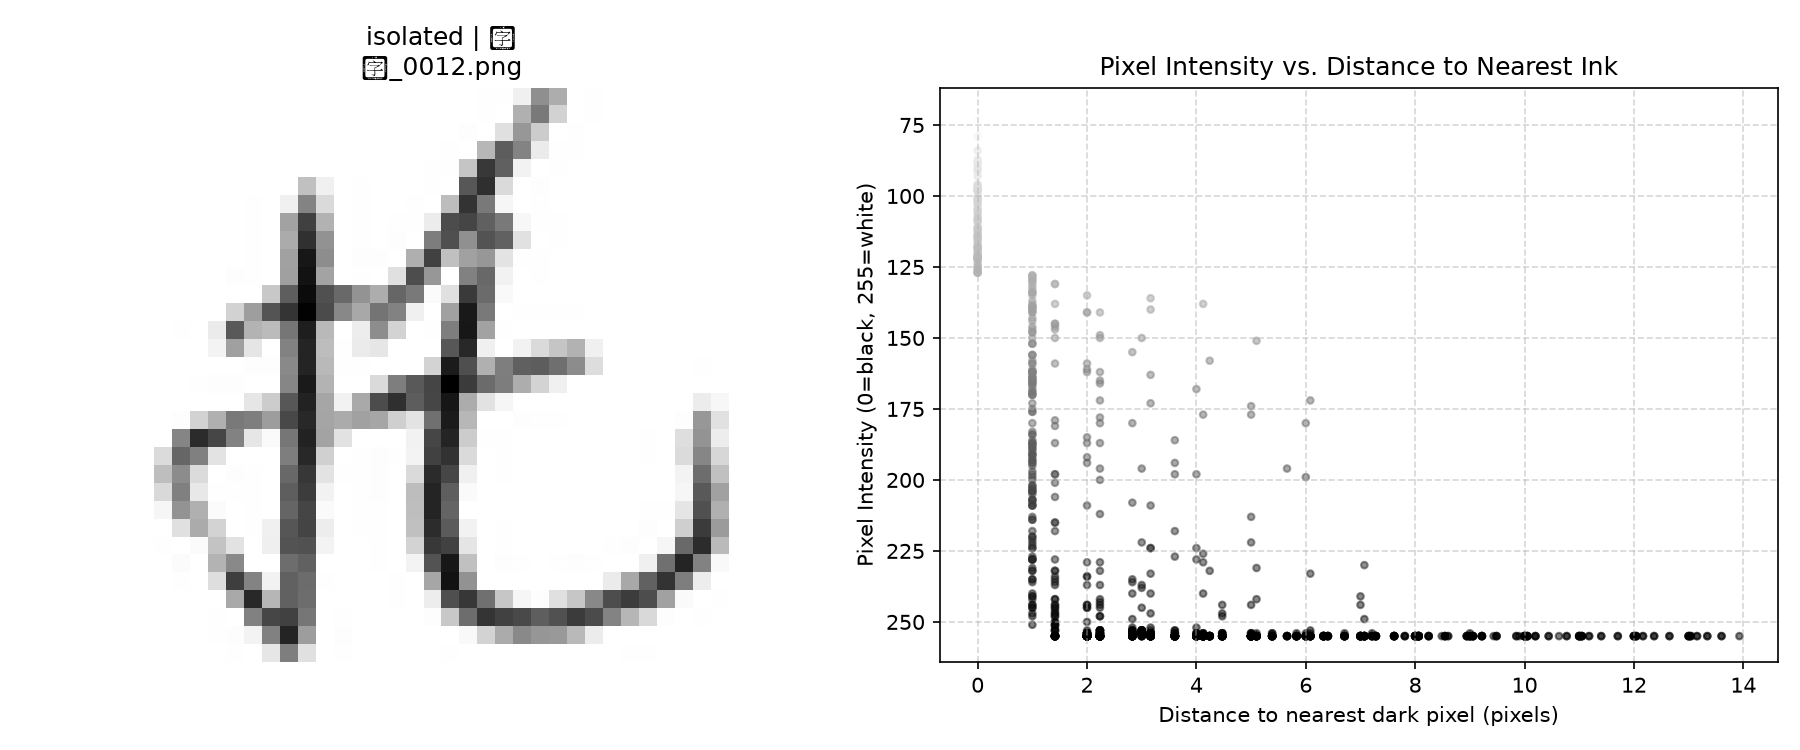 isolated |
_0012.png
托
Pixel Intensity vs. Distance to Nearest Ink
Pixel Intensity (0=black, 255=white)
75
100
125
150
175
200
225
250
0 2 4 6 8 10 12 14
Distance to nearest dark pixel (pixels)